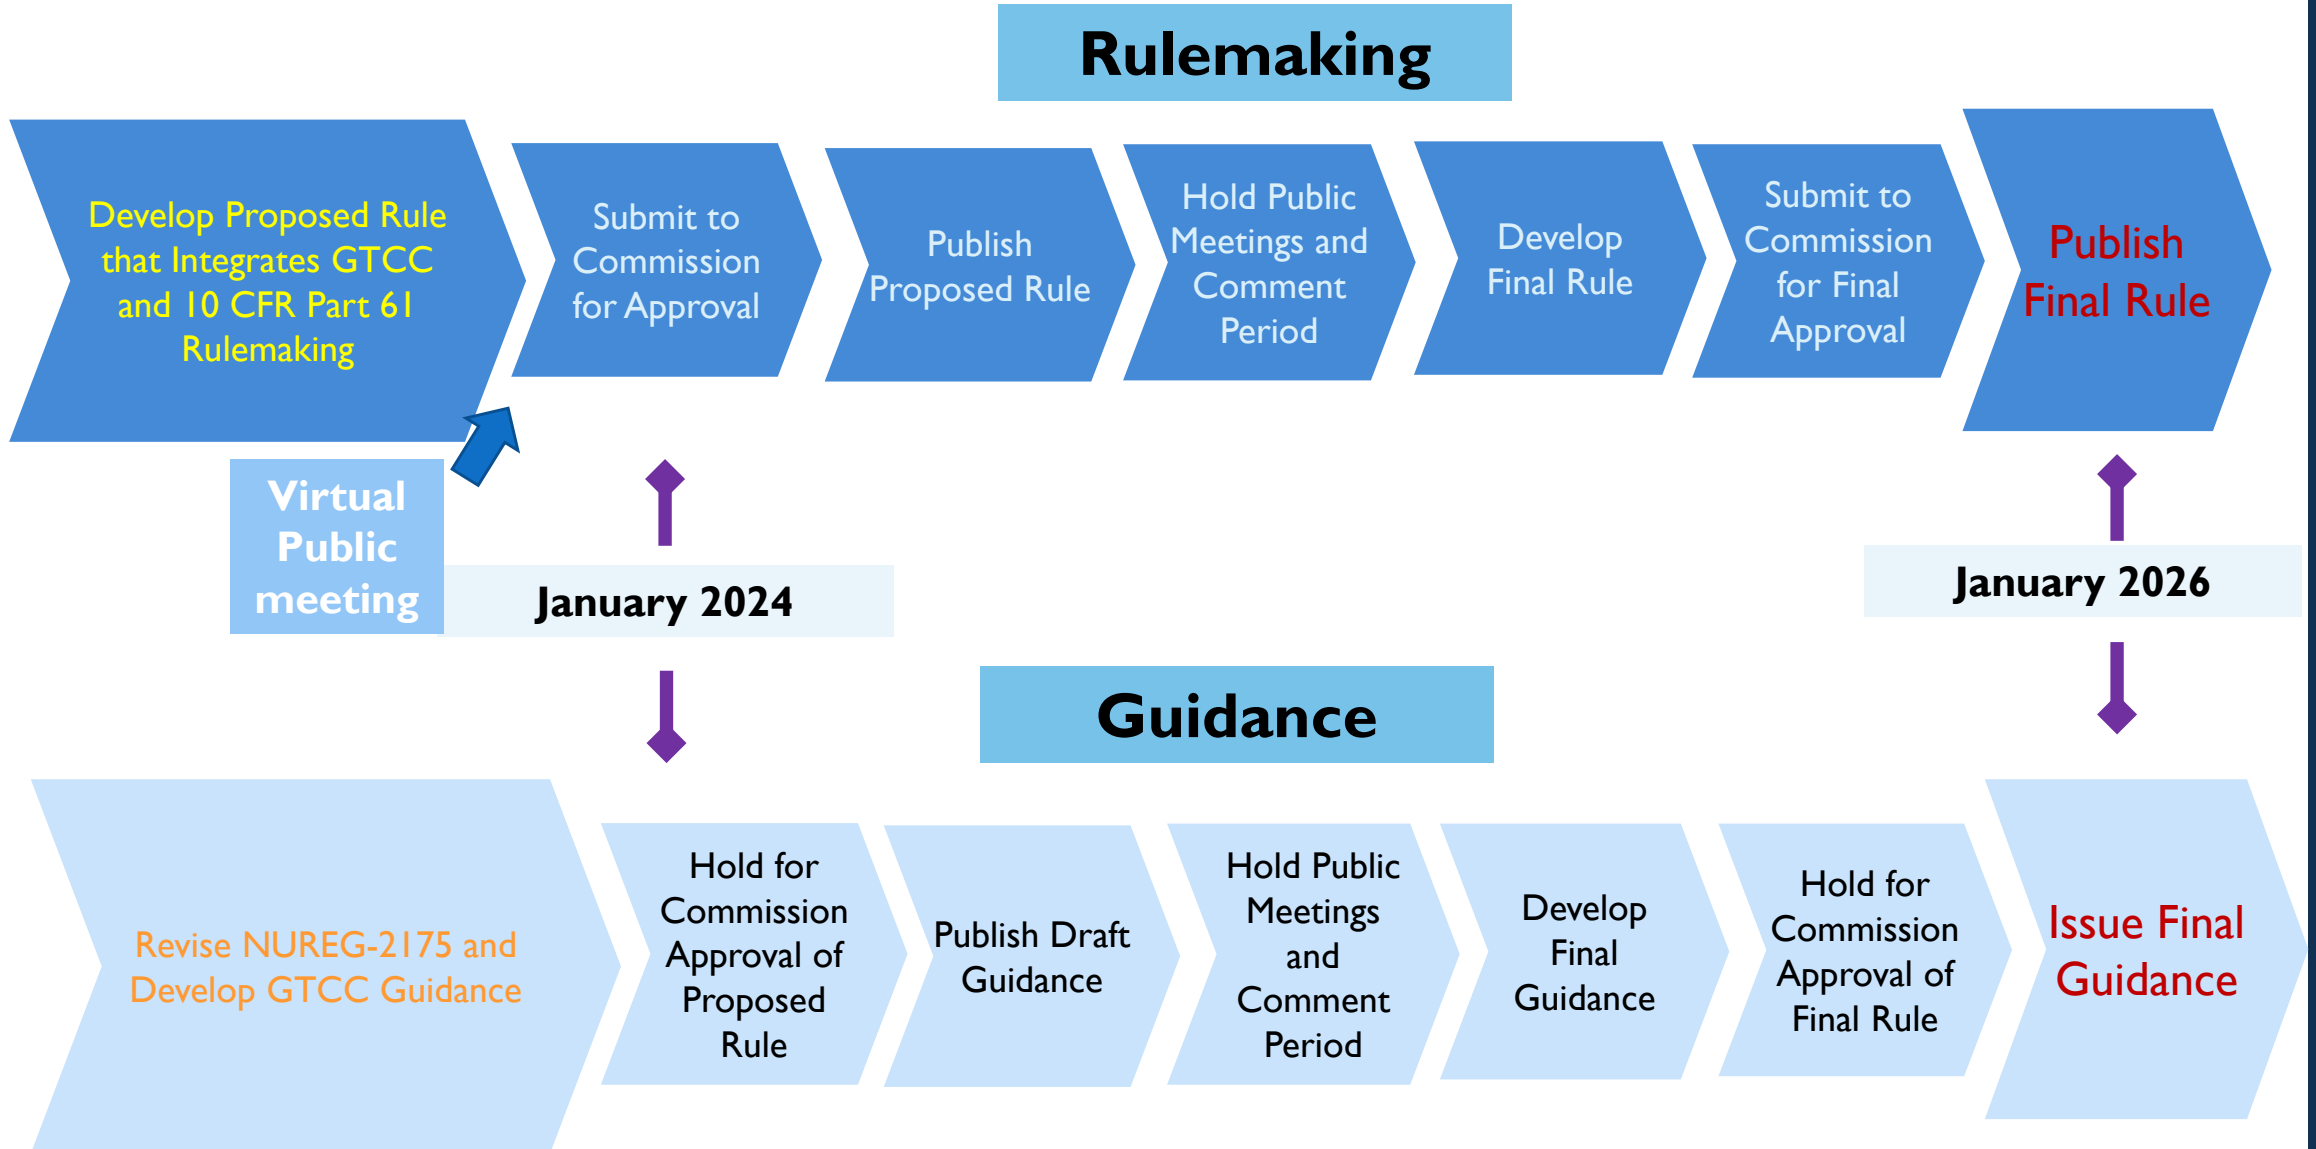 Rulemaking
Develop Proposed Rule
that Integrates GTCC
and 10 CFR Part 61
Rulemaking
Submit to
Commission
for Approval
Publish
Proposed Rule
Hold Public
Meetings and
Comment
Period
Develop
Final Rule
Submit to
Commission
for Final
Approval
Publish
Final Rule
Virtual
Public
meeting
January 2024
January 2026
Guidance
Revise NUREG-2175 and
Develop GTCC Guidance
Hold for
Commission
Approval of
Proposed
Rule
Publish Draft
Guidance
Hold Public
Meetings
and
Comment
Period
Develop
Final
Guidance
Hold for
Commission
Approval of
Final Rule
Issue Final
Guidance